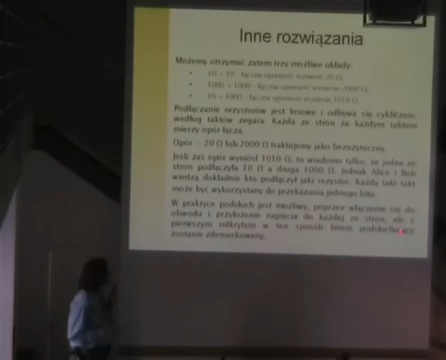 Inne rozwiązania
Możemy otrzymać zatem trzy możliwe układy:
• 10 – 10 - łączna oporność wyniesie 20 Ω,
• 1000 – 1000 - łączna oporność wyniesie 2000 Ω,
• 10 – 1000 - łączna oporność wyniesie 1010 Ω.
Podłączanie rezystorów jest losowe i odbywa się cyklicznie,
według taktów zegara. Każda ze stron za każdym taktem
mierzy opór łącza.
Opór – 20 Ω lub 2000 Ω traktujemy jako bezużyteczny.
Jeśli zaś opór wyniósł 1010 Ω, to wiadomo tylko, że jedna ze
stron podłączyła 10 Ω a druga 1000 Ω. Jednak Alice i Bob
wiedzą dokładnie kto podłączył jaki rezystor. Każdy taki takt
może być wykorzystany do przekazania jednego bitu.
W praktyce podsłuch jest możliwy, poprzez włączenie się do
obwodu i przyłożenie napięcia do każdej ze stron, ale z
pierwszym odkrytym w ten sposób bitem podsłuchujący
zostanie zdemaskowany.